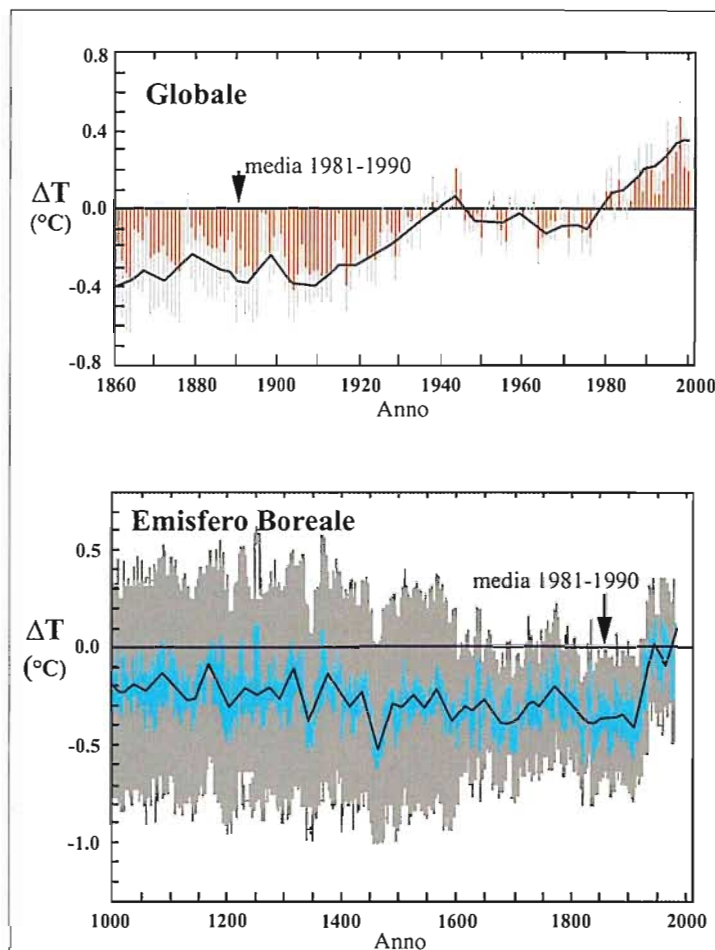 0.8
Globale
0.4
media 1981-1990
ΔT
0.0
(°C)
-0.4
-0.8
1860 1880 1900 1920 1940 1960 1980 2000
Anno
Emisfero Boreale
0.5
media 1981-1990
ΔT
0.0
(°C)
-0.5
-1.0
1000 1200 1400 1600 1800 2000
Anno